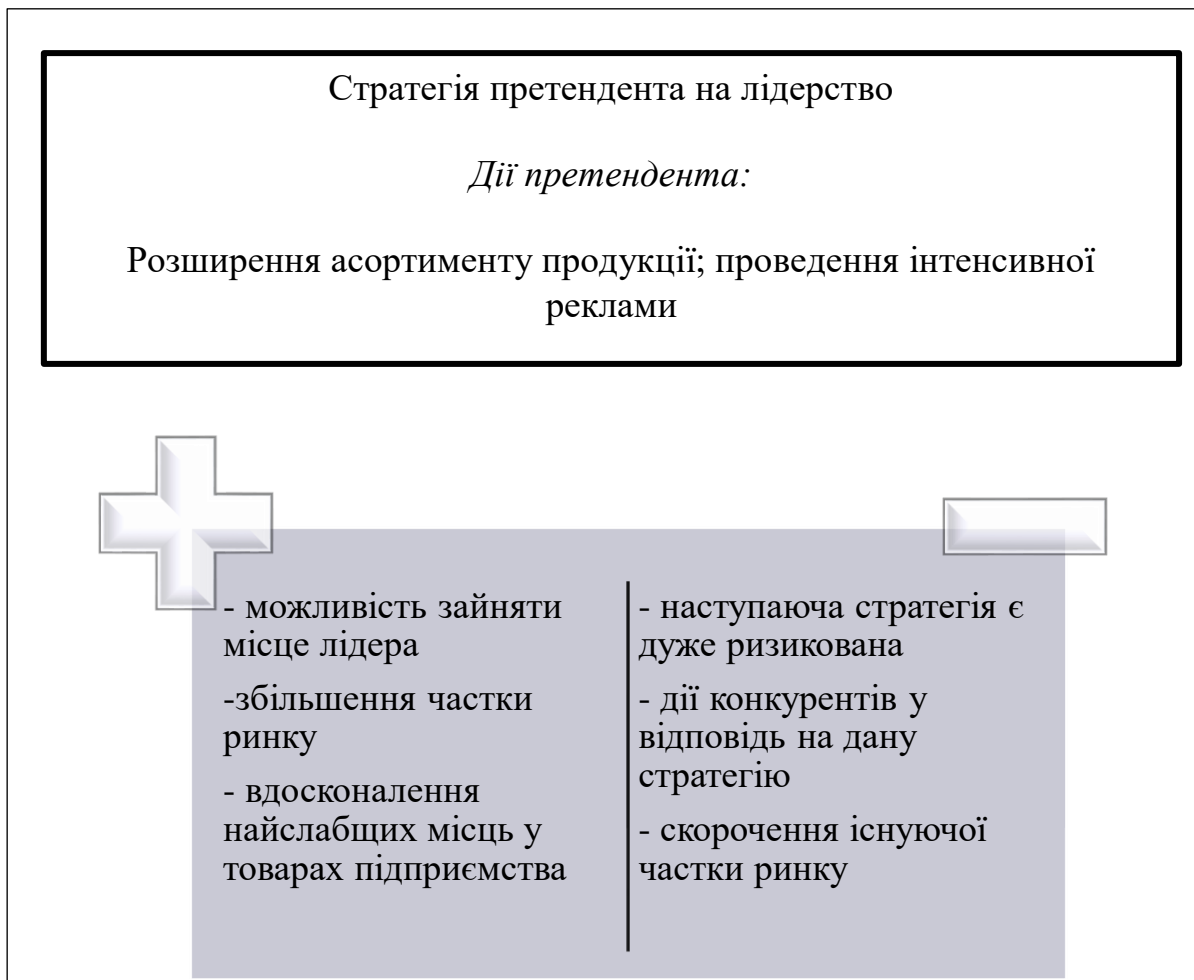 Стратегія претендента на лідерство
Дії претендента:
Розширення асортименту продукції; проведення інтенсивної
реклами
- можливість зайняти
місце лідера
-збільшення частки
ринку
- вдосконалення
найслабщих місць у
товарах підприємства
- наступаюча стратегія є
дуже ризикована
- дії конкурентів у
відповідь на дану
стратегію
- скорочення існуючої
частки ринку